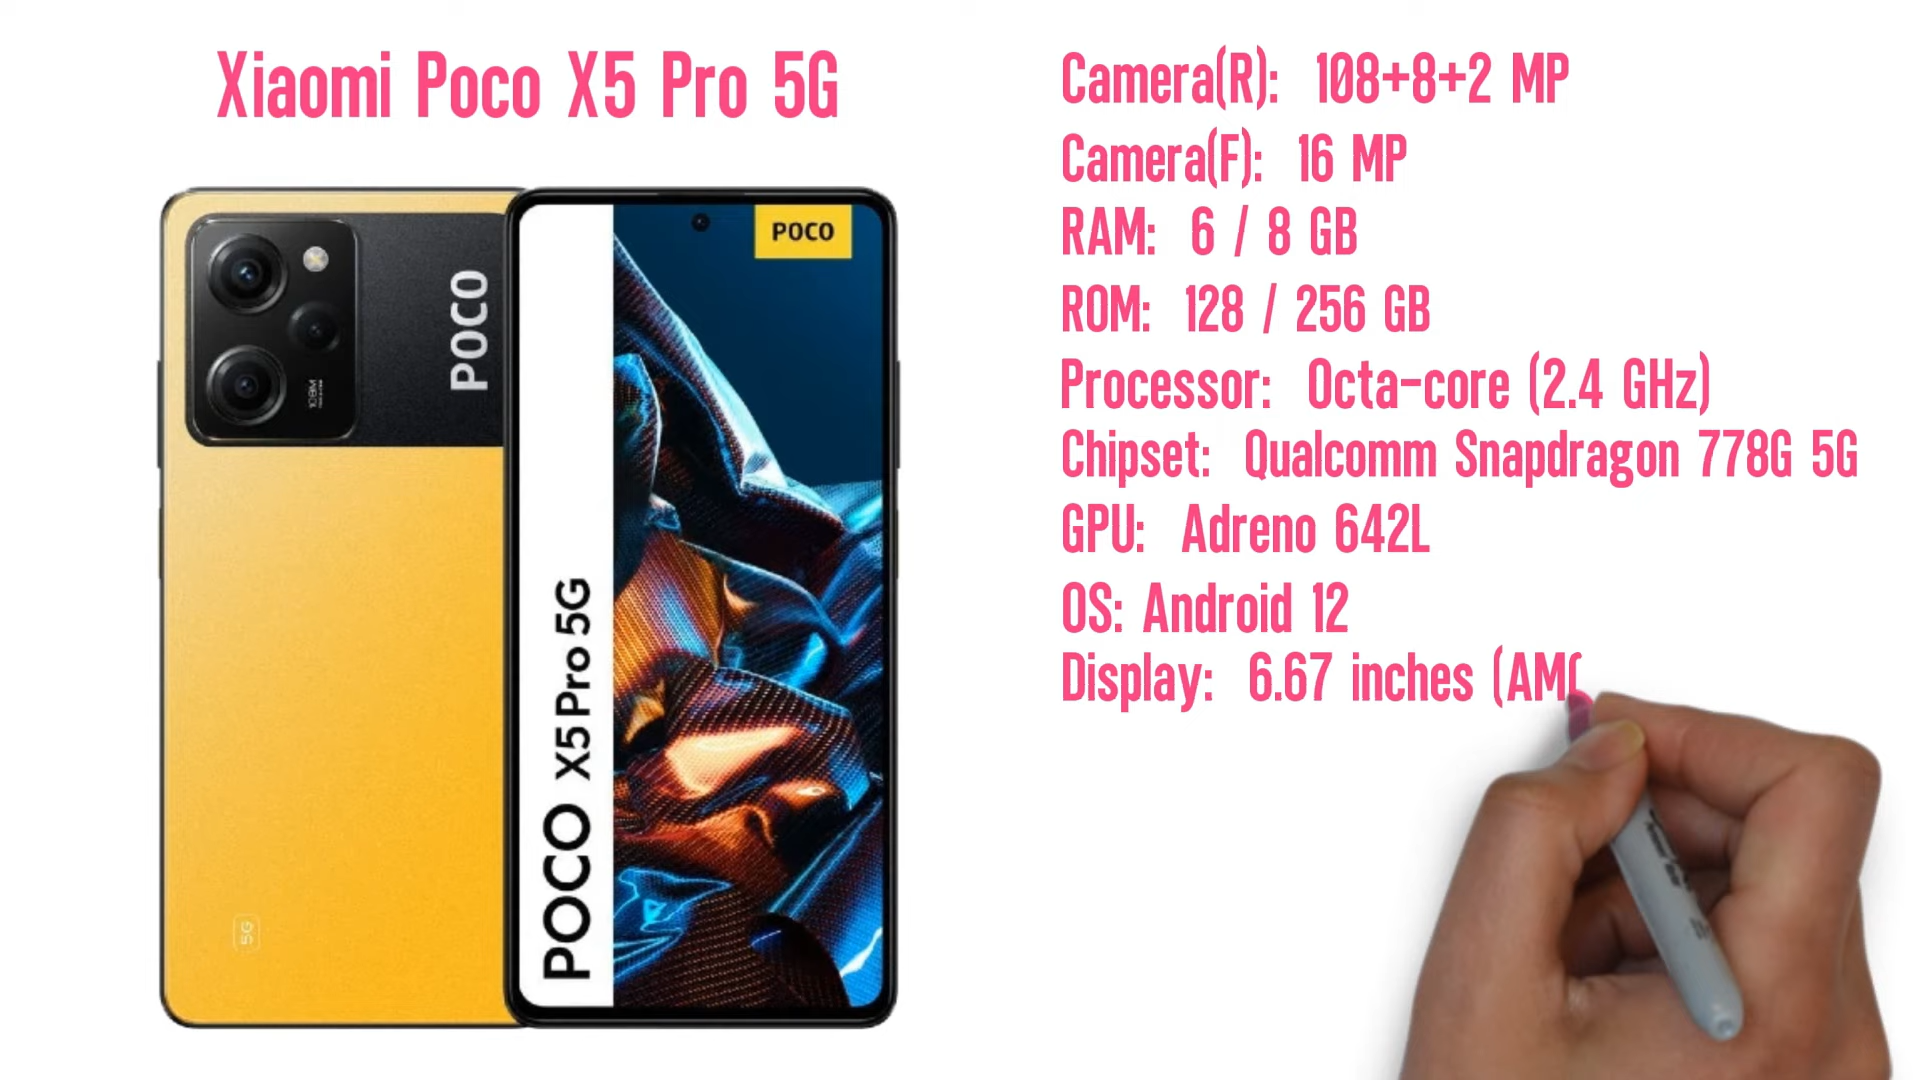 Xiaomi Poco X5 Pro 5G
Camera(R): 108+8+2 MP
Camera(F): 16 MP
RAM: 6 / 8 GB
ROM: 128 / 256 GB
Processor: Octa-core (2.4 GHz)
Chipset: Qualcomm Snapdragon 778G 5G
GPU: Adreno 642L
OS: Android 12
Display: 6.67 inches (AM
POCO
108M
5G
POCO
POCO X5 Pro 5G